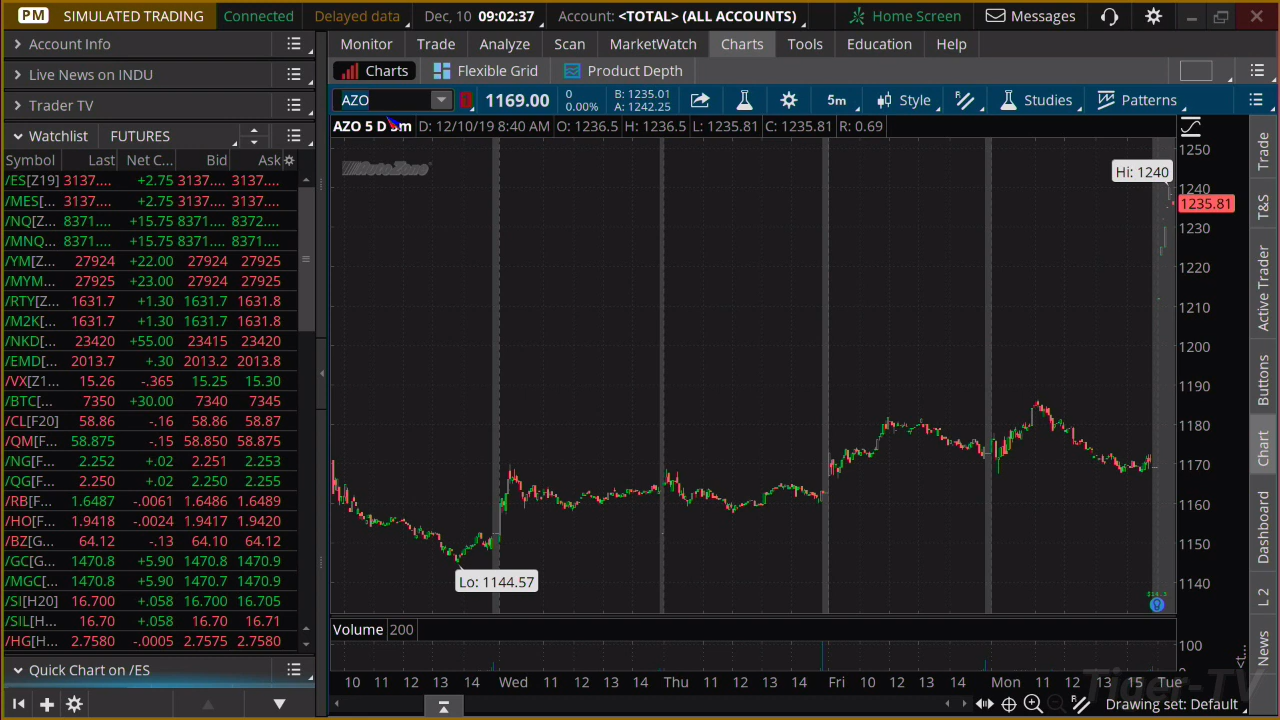 PM SIMULATED TRADING Connected Delayed data Dec, 10 09:02:37 Account: <TOTAL> (ALL ACCOUNTS) Home Screen Messages
Account Info
Live News on INDU
Trader TV
Watchlist FUTURES
Symbol Last Net C... Bid Ask
/ES[Z19] 3137.... +2.75 3137.... 3137....
/MES[... 3137.... +2.75 3137.... 3137....
/NQ[Z... 8371.... +15.75 8371.... 8372....
/MNQ... 8371.... +15.75 8371.... 8372....
/YM[Z... 27924 +22.00 27924 27925
/MYM... 27925 +23.00 27924 27925
/RTY[Z... 1631.7 +1.30 1631.7 1631.8
/M2K[... 1631.7 +1.30 1631.7 1631.8
/NKD[... 23420 +55.00 23415 23420
/EMD[... 2013.7 +.30 2013.2 2013.8
/VX[Z1... 15.26 -.365 15.25 15.30
/BTC[... 7350 +30.00 7340 7345
/CL[F20] 58.86 -.16 58.86 58.87
/QM[F... 58.875 -.15 58.850 58.875
/NG[F... 2.252 +.02 2.251 2.253
/QG[F... 2.250 +.02 2.250 2.255
/RB[F... 1.6487 -.0061 1.6486 1.6489
/HO[F... 1.9418 -.0024 1.9417 1.9420
/BZ[G... 64.12 -.13 64.10 64.12
/GC[G... 1470.8 +5.90 1470.8 1470.9
/MGC[... 1470.8 +5.90 1470.7 1470.9
/SI[H20] 16.700 +.058 16.700 16.705
/SIL[H... 16.70 +.058 16.70 16.71
/HG[H... 2.7580 -.0005 2.7575 2.7580
Quick Chart on /ES
Monitor Trade Analyze Scan MarketWatch Charts Tools Education Help
Charts Flexible Grid Product Depth
AZO 1 1169.00 0 0.00% B: 1235.01 A: 1242.25 5m Style Studies Patterns
AZO 5 D 5m D: 12/10/19 8:40 AM O: 1236.5 H: 1236.5 L: 1235.81 C: 1235.81 R: 0.69
AutoZone
Hi: 1240
1250
1240
1235.81
1230
1220
1210
1200
1190
1180
1170
1160
1150
1140
Lo: 1144.57
Volume 200
100
10 11 12 13 14 Wed 10 11 12 13 14 Thu 10 11 12 14 Fri 10 12 13 14 Mon 11 12 13 15 Tue
Tiger-TV
Drawing set: Default
Trade
T&S
Active Trader
Buttons
Chart
Dashboard
L 2
News